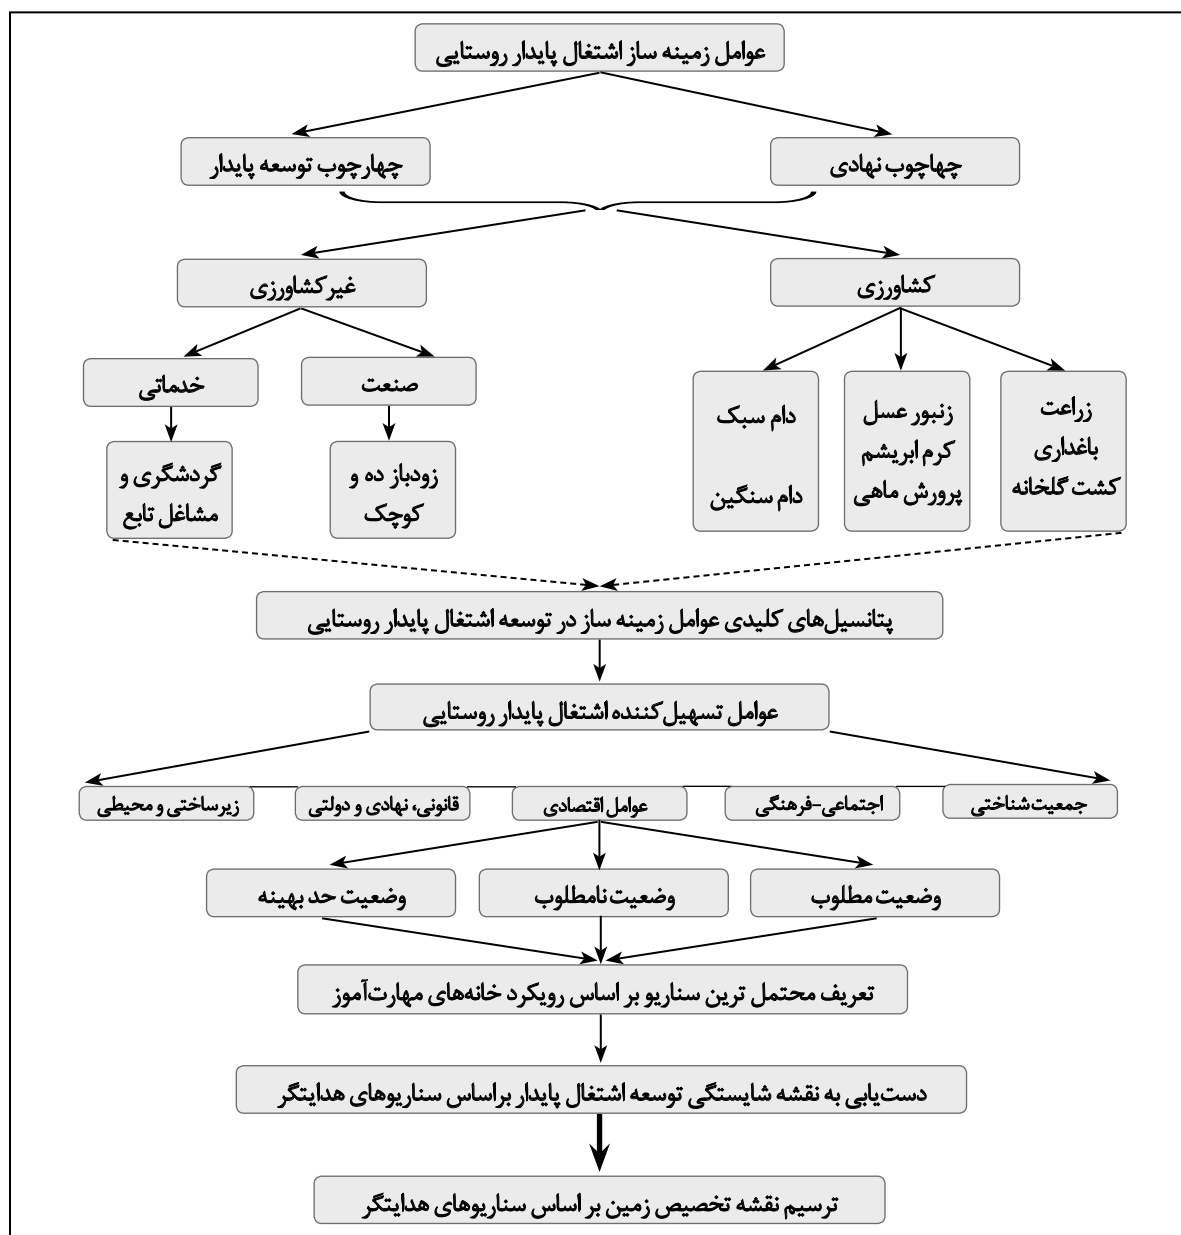 عوامل زمینه ساز اشتغال پایدار روستایی
چهاچوب نهادی
چهارچوب توسعه پایدار
کشاورزی
غیرکشاورزی
صنعت
خدماتی
زراعت
باغداری
کشت گلخانه
زنبور عسل
کرم ابریشم
پرورش ماهی
دام سبک
دام سنگین
زودباز ده و
کوچک
گردشگری و
مشاغل تابع
پتانسیل‌های کلیدی عوامل زمینه ساز در توسعه اشتغال پایدار روستایی
عوامل تسهیل‌کننده اشتغال پایدار روستایی
جمعیت‌شناختی
اجتماعی-فرهنگی
عوامل اقتصادی
قانونی، نهادی و دولتی
زیرساختی و محیطی
وضعیت مطلوب
وضعیت نامطلوب
وضعیت حد بهینه
تعریف محتمل ترین سناریو بر اساس رویکرد خانه‌های مهارت‌آموز
دست‌یابی به نقشه شایستگی توسعه اشتغال پایدار براساس سناریوهای هدایتگر
ترسیم نقشه تخصیص زمین بر اساس سناریوهای هدایتگر